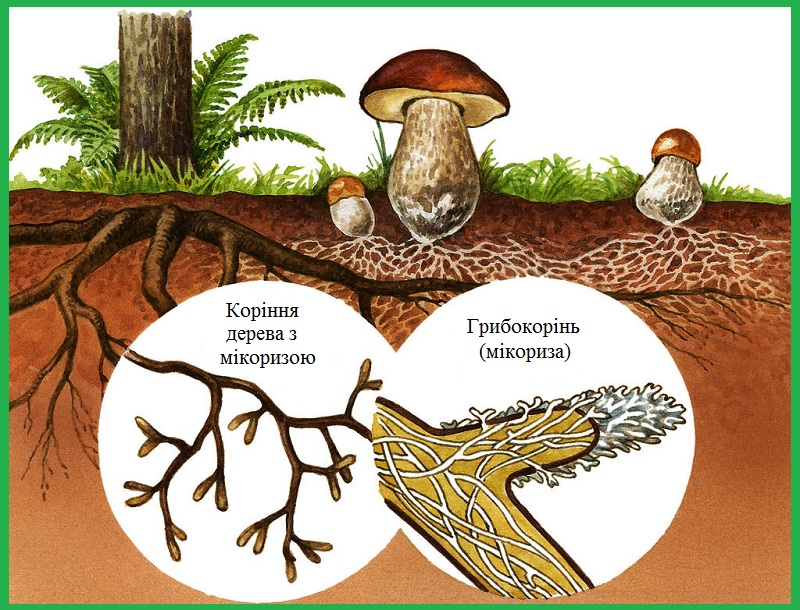 Коріння
дерева з
мікоризою
Грибокорінь
(мікориза)